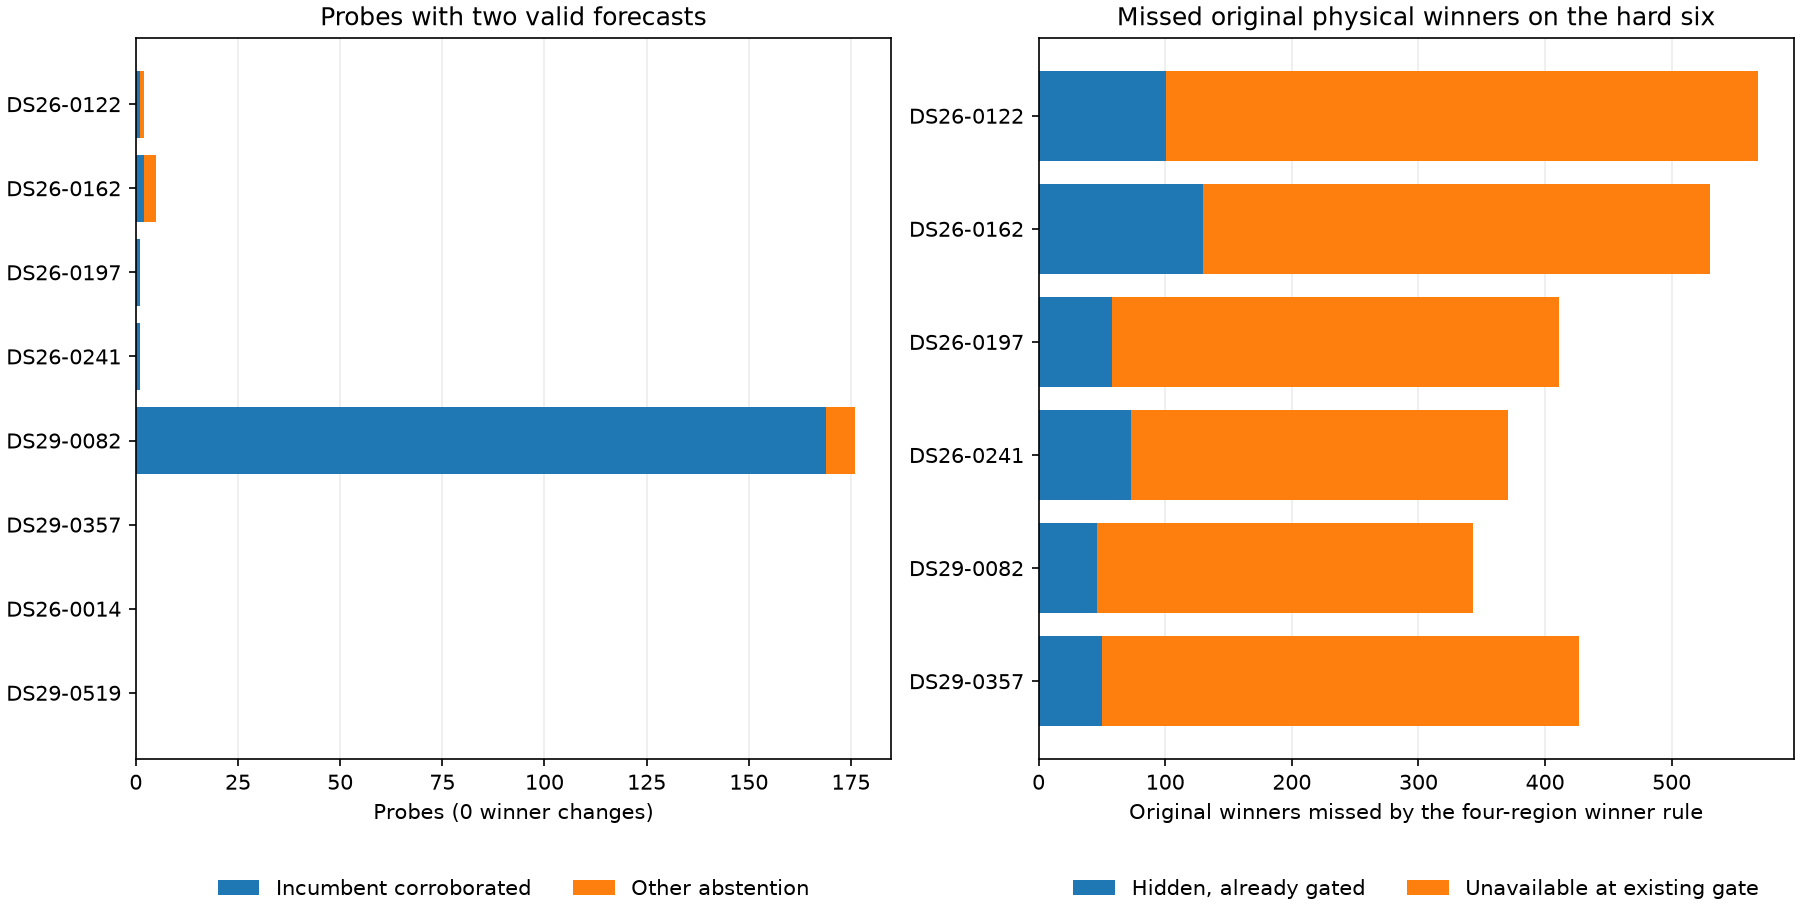 Probes with two valid forecasts
DS26-0122
DS26-0162
DS26-0197
DS26-0241
DS29-0082
DS29-0357
DS26-0014
DS29-0519
0 25 50 75 100 125 150 175
Probes (0 winner changes)
Incumbent corroborated
Other abstention
Missed original physical winners on the hard six
DS26-0122
DS26-0162
DS26-0197
DS26-0241
DS29-0082
DS29-0357
0 100 200 300 400 500
Original winners missed by the four-region winner rule
Hidden, already gated
Unavailable at existing gate